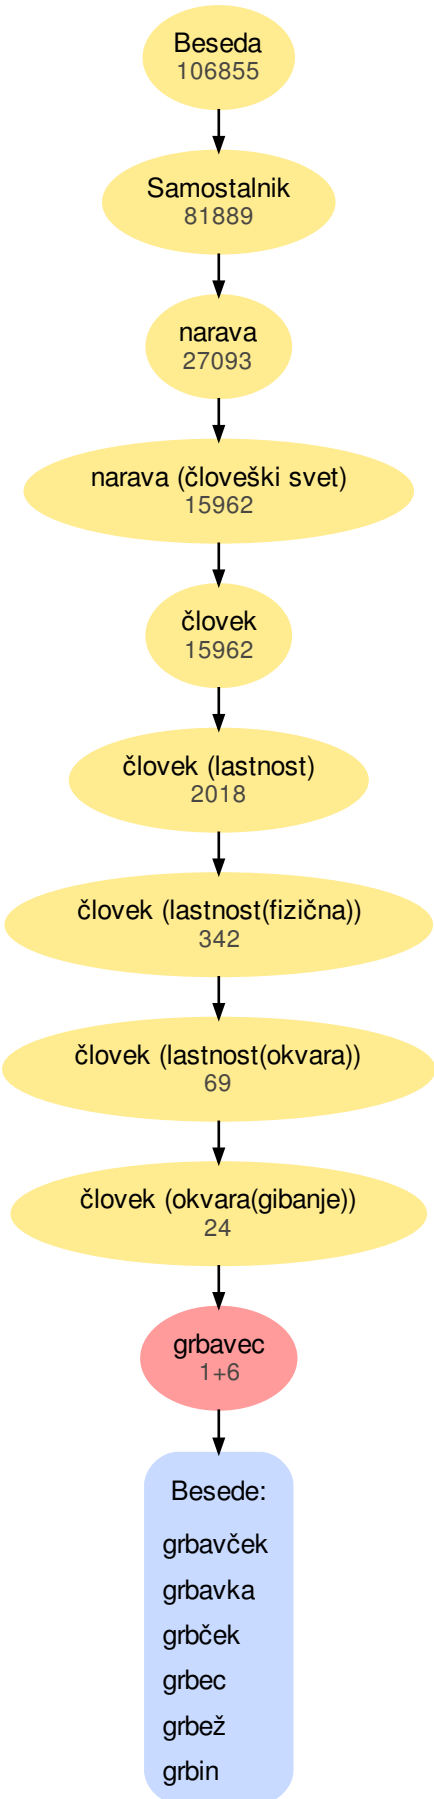 Beseda
106855
Samostalnik
81889
narava
27093
narava (človeški svet)
15962
človek
15962
človek (lastnost)
2018
človek (lastnost(fizična))
342
človek (lastnost(okvara))
69
človek (okvara(gibanje))
24
grbavec
1+6
Besede:
grbavček
grbavka
grbček
grbec
grbež
grbin